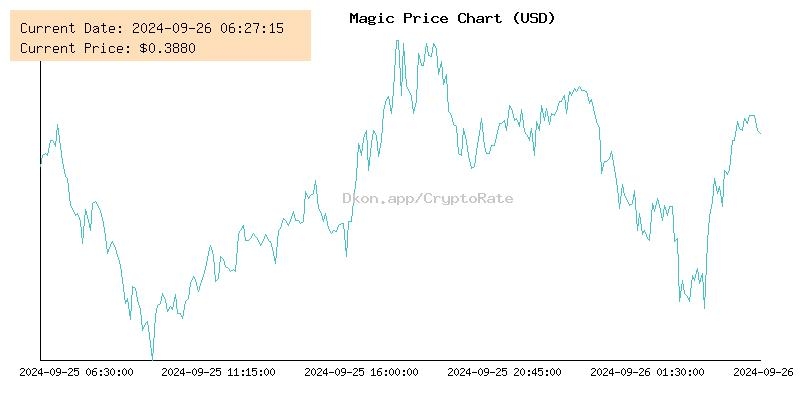 Magic Price Chart (USD)
Current Date: 2024-09-26 06:27:15
Current Price: $0.3880
Dkon.app/CryptoRate
2024-09-25 06:30:00 2024-09-25 11:15:00 2024-09-25 16:00:00 2024-09-25 20:45:00 2024-09-26 01:30:00 2024-09-26